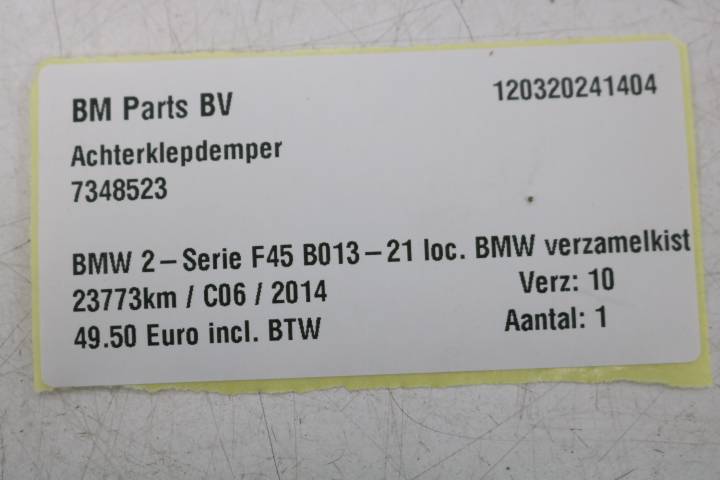 BM Parts BV 120320241404
Achterklepdemper
7348523
BMW 2-Serie F45 B013-21 loc. BMW verzamelkist
23773km / C06 / 2014 Verz: 10
49.50 Euro incl. BTW Aantal: 1